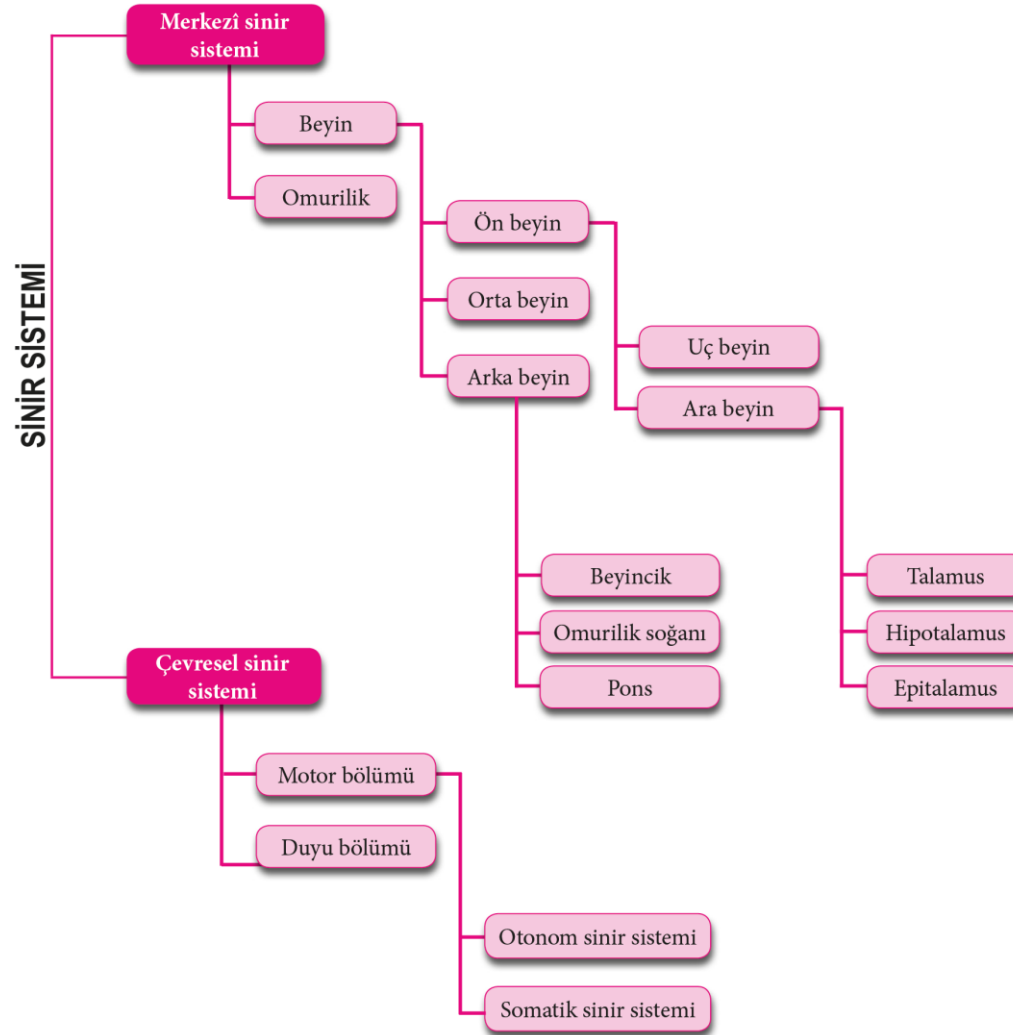 SİNİR SİSTEMİ
Merkezî sinir
sistemi
Beyin
Omurilik
Ön beyin
Orta beyin
Arka beyin
Uç beyin
Ara beyin
Beyincik
Omurilik soğanı
Pons
Talamus
Hipotalamus
Epitalamus
Çevresel sinir
sistemi
Motor bölümü
Duyu bölümü
Otonom sinir sistemi
Somatik sinir sistemi